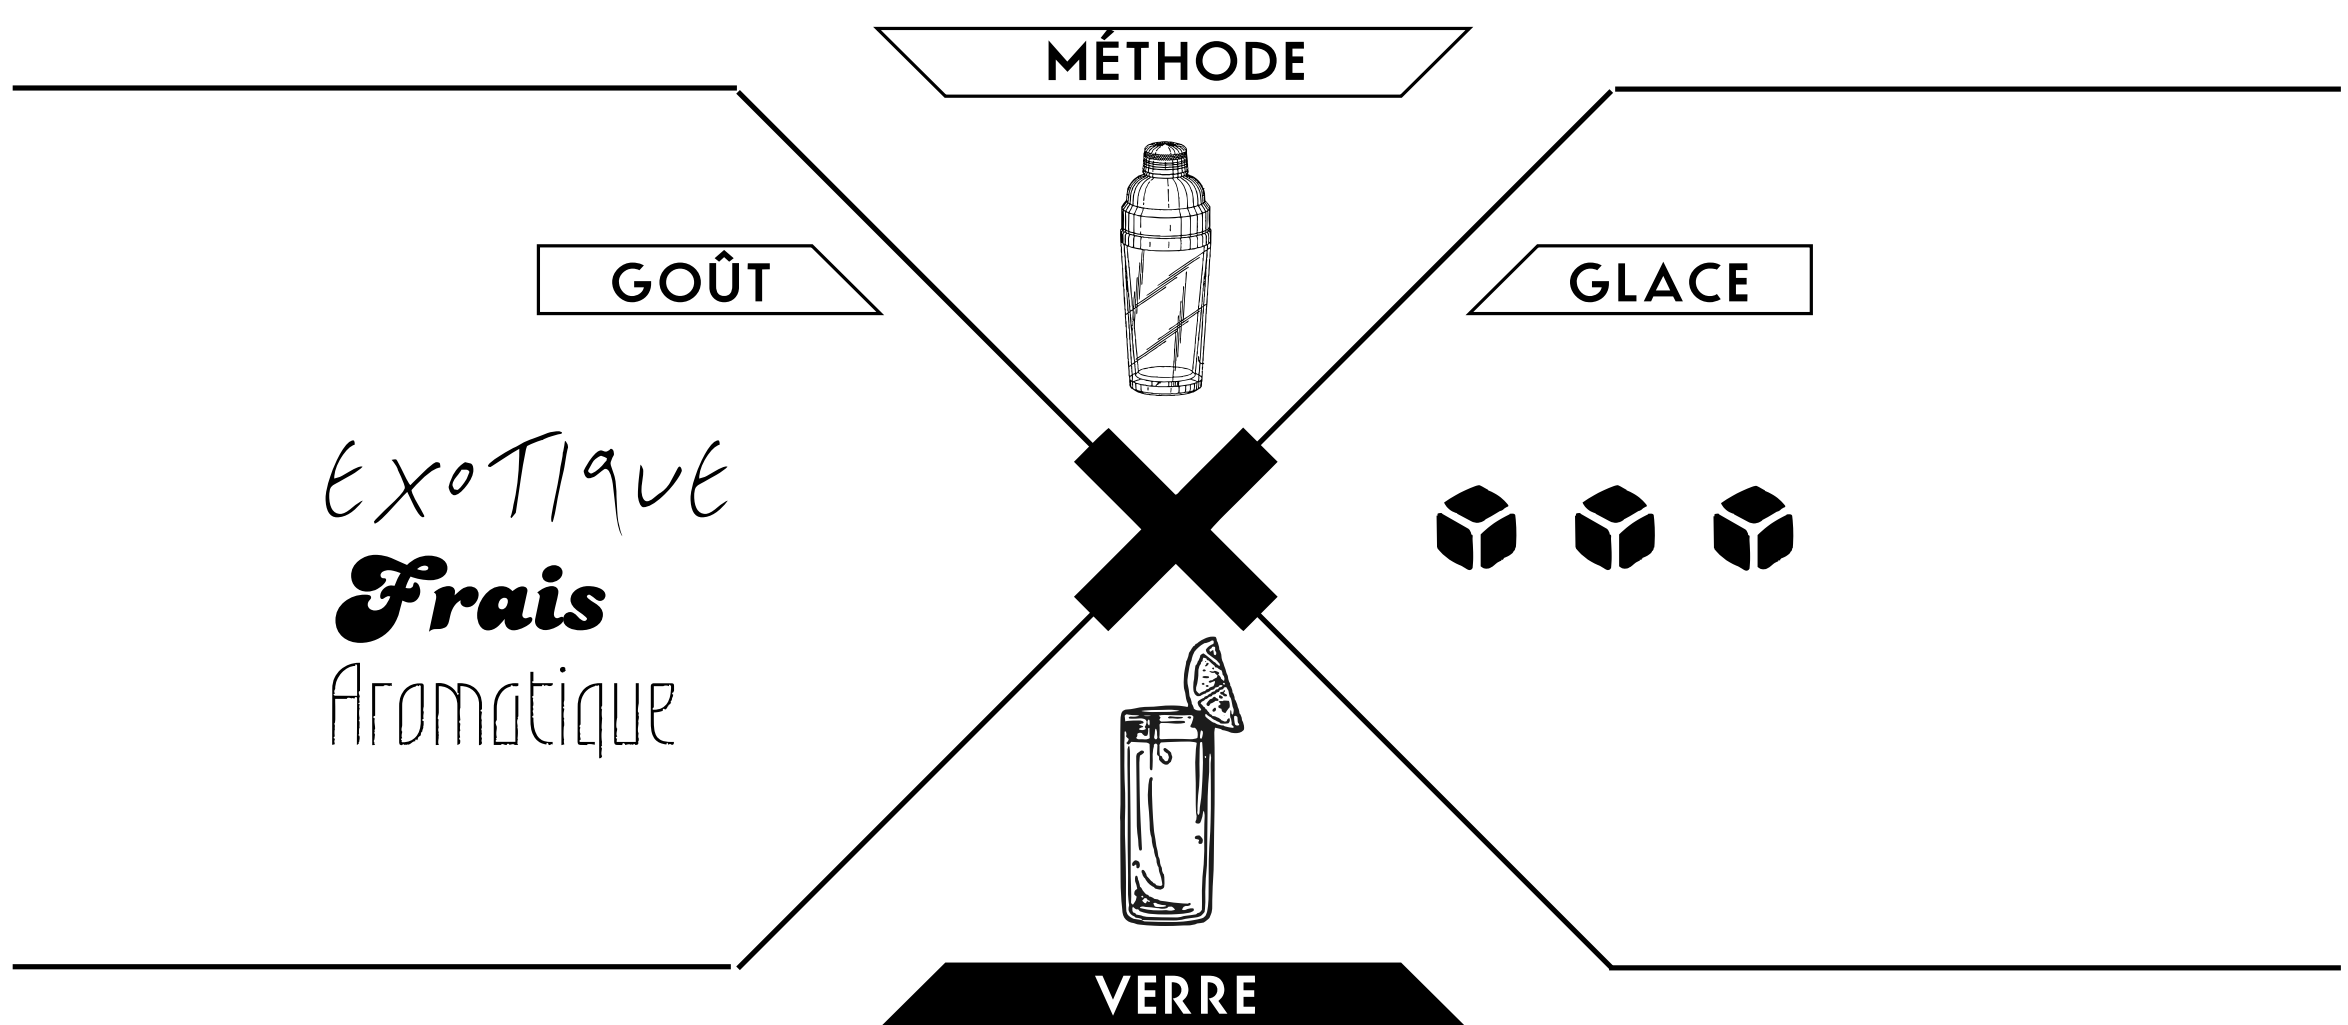 MÉTHODE
GOÛT
GLACE
EXOTIQUE
Frais
Aromatique
VERRE